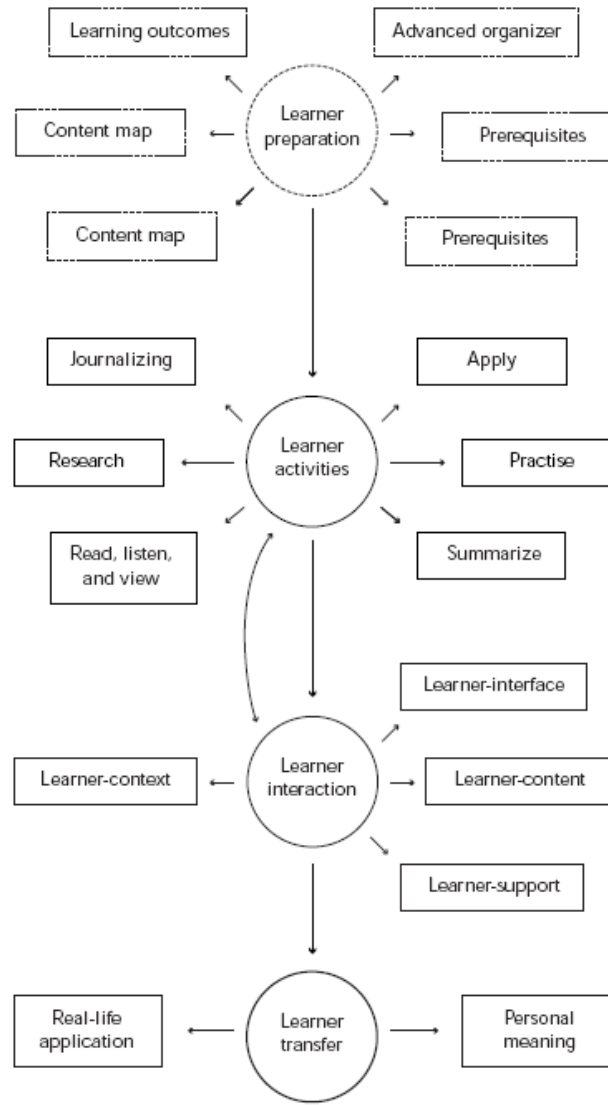 Learning outcomes
Advanced organizer
Learner
preparation
Content map
Prerequisites
Content map
Prerequisites
Journalizing
Apply
Learner
activities
Research
Practise
Read, listen,
and view
Summarize
Learner-interface
Learner
interaction
Learner-context
Learner-content
Learner-support
Real-life
application
Learner
transfer
Personal
meaning